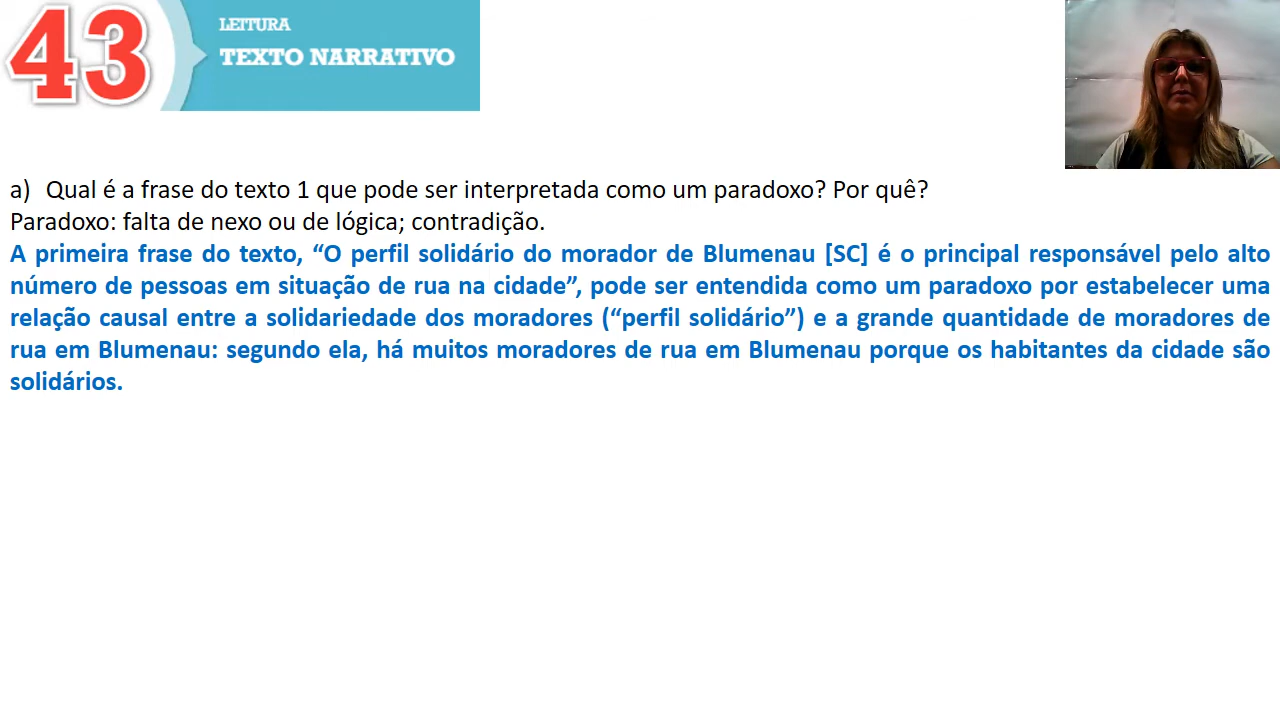 43
LEITURA
TEXTO NARRATIVO
a) Qual é a frase do texto 1 que pode ser interpretada como um paradoxo? Por quê?
Paradoxo: falta de nexo ou de lógica; contradição.
A primeira frase do texto, “O perfil solidário do morador de Blumenau [SC] é o principal responsável pelo alto
número de pessoas em situação de rua na cidade”, pode ser entendida como um paradoxo por estabelecer uma
relação causal entre a solidariedade dos moradores (“perfil solidário”) e a grande quantidade de moradores de
rua em Blumenau: segundo ela, há muitos moradores de rua em Blumenau porque os habitantes da cidade são
solidários.